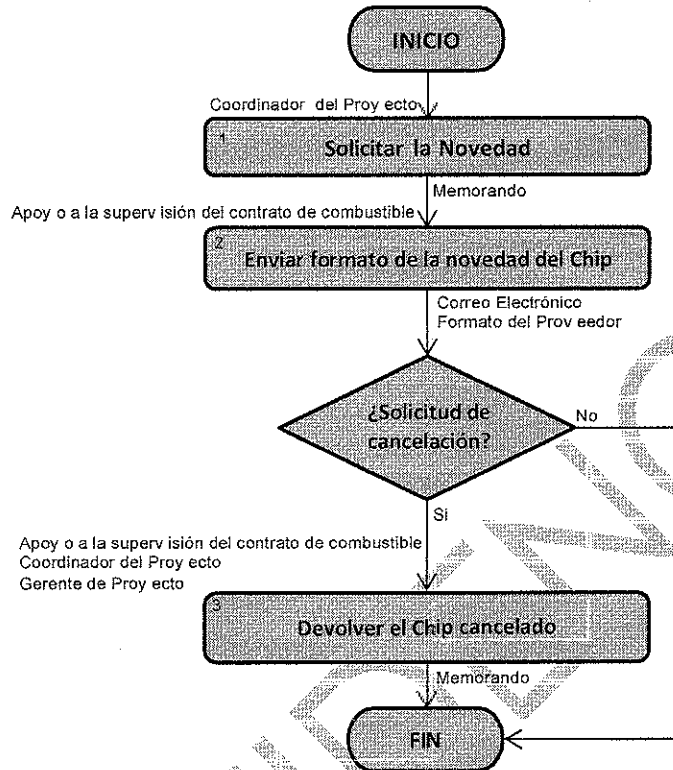 INICIO
Coordinador del Proy ecto
1
Solicitar la Novedad
Memorando
Apoy o a la superv isión del contrato de combustible
2
Enviar formato de la novedad del Chip
Correo Electrónico
Formato del Prov eedor
¿Solicitud de
cancelación?
No
Si
Apoy o a la superv isión del contrato de combustible
Coordinador del Proy ecto
Gerente de Proy ecto
3
Devolver el Chip cancelado
Memorando
FIN